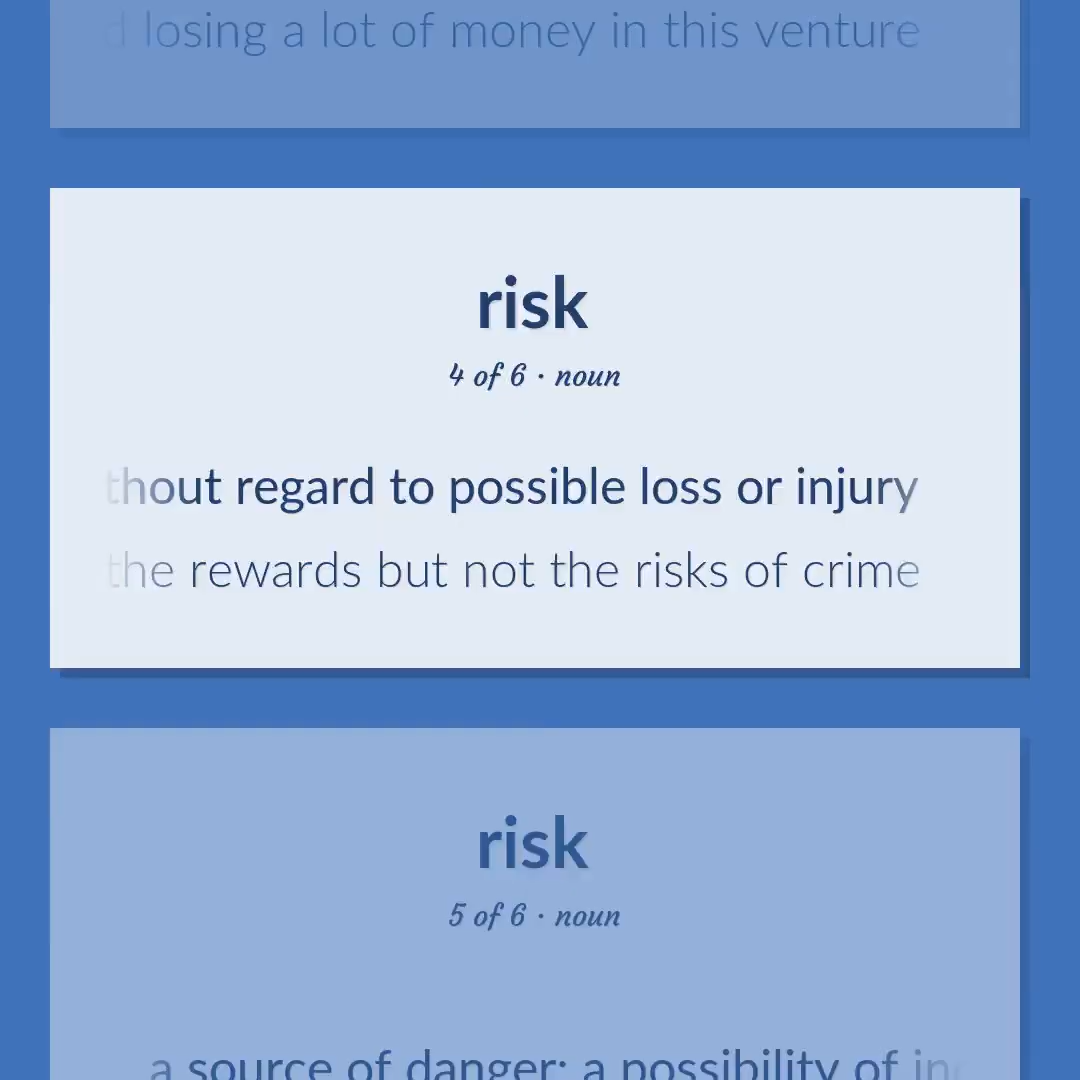 d losing a lot of money in this venture
risk
4 of 6 · noun
thout regard to possible loss or injury
the rewards but not the risks of crime
risk
5 of 6 · noun
a source of danger; a possibility of in